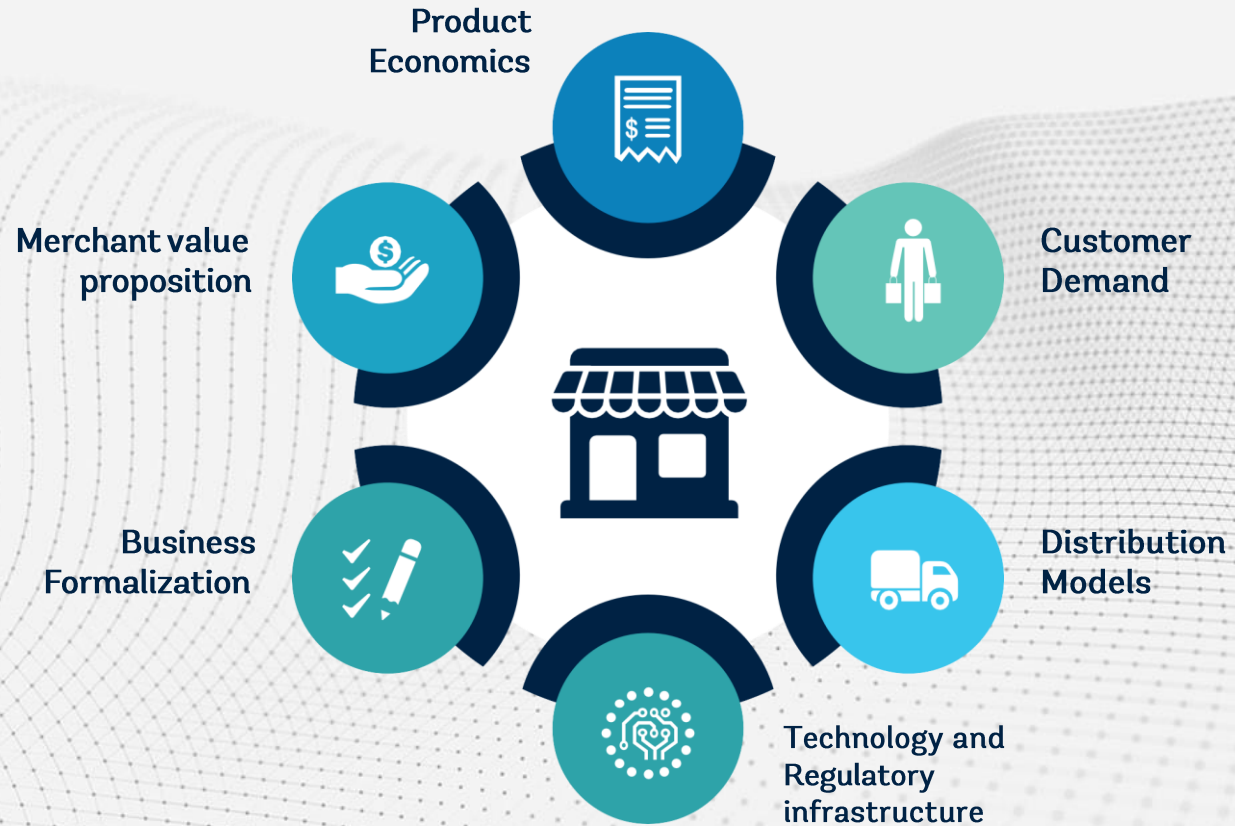 Product
Economics
Merchant value
proposition
Customer
Demand
Business
Formalization
Distribution
Models
Technology and
Regulatory
infrastructure
$
$